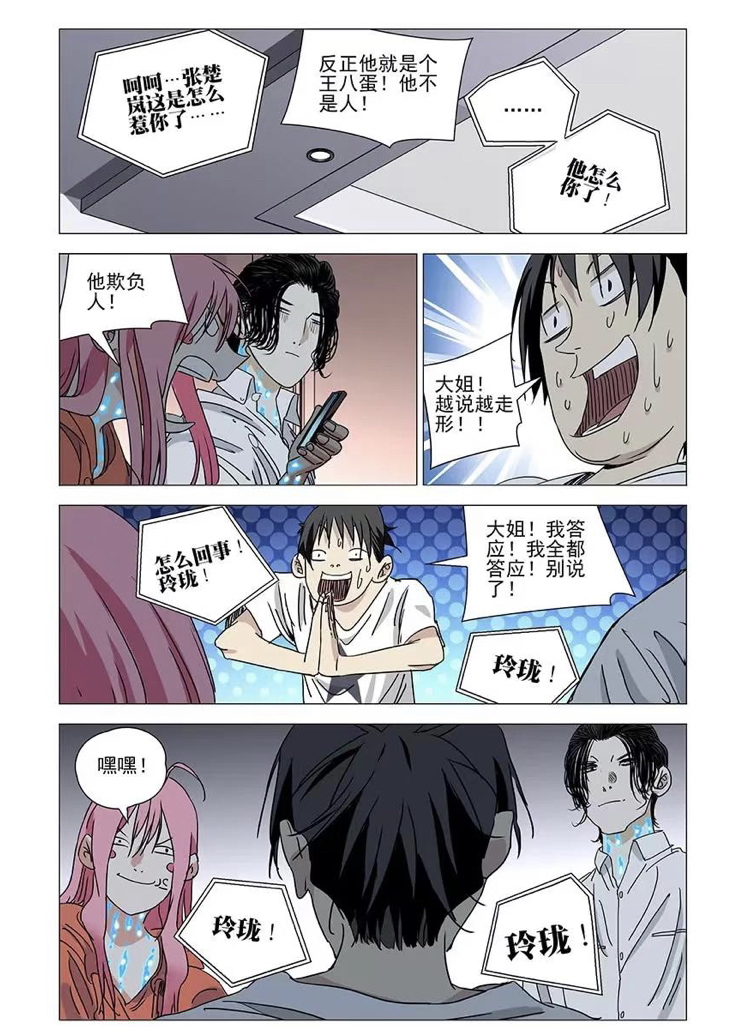 呵呵…张楚
岚这是怎么
惹你了……
反正他就是个
王八蛋！他不
是人！
……
他怎么
你了！
他欺负
人！
大姐！
越说越走
形！！
怎么回事
玲珑！
大姐！我答
应！我全都
答应！别说
了！
玲珑！
嘿嘿！
玲珑！
玲珑！